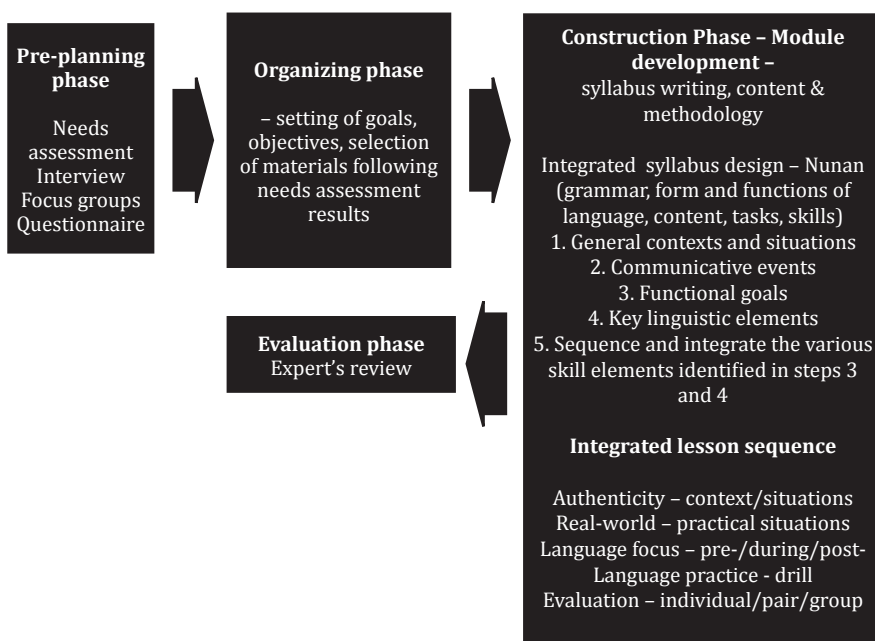 Pre-planning
phase
Needs
assessment
Interview
Focus groups
Questionnaire
Organizing phase
– setting of goals,
objectives, selection
of materials following
needs assessment
results
Construction Phase – Module
development –
syllabus writing, content &
methodology
Integrated syllabus design – Nunan
(grammar, form and functions of
language, content, tasks, skills)
1. General contexts and situations
2. Communicative events
3. Functional goals
4. Key linguistic elements
5. Sequence and integrate the various
skill elements identified in steps 3
and 4
Integrated lesson sequence
Authenticity – context/situations
Real-world – practical situations
Language focus – pre-/during/post-
Language practice - drill
Evaluation – individual/pair/group
Evaluation phase
Expert’s review